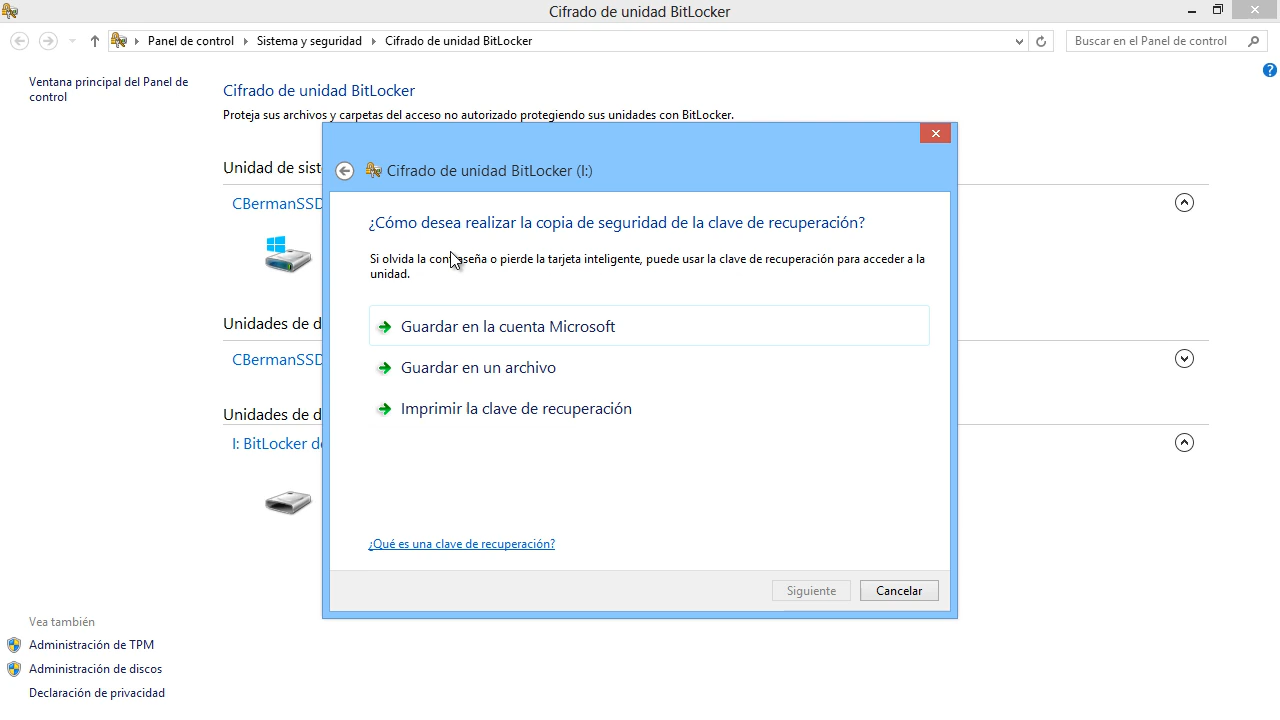 Cifrado de unidad BitLocker
Panel de control Sistema y seguridad Cifrado de unidad BitLocker
Buscar en el Panel de control
Ventana principal del Panel de
control
Cifrado de unidad BitLocker
Proteja sus archivos y carpetas del acceso no autorizado protegiendo sus unidades con BitLocker.
Unidad de sist
CBermanSSD
Unidades de d
CBermanSSD
Unidades de d
I: BitLocker de
Cifrado de unidad BitLocker (I:)
¿Cómo desea realizar la copia de seguridad de la clave de recuperación?
Si olvida la contraseña o pierde la tarjeta inteligente, puede usar la clave de recuperación para acceder a la
unidad.
Guardar en la cuenta Microsoft
Guardar en un archivo
Imprimir la clave de recuperación
¿Qué es una clave de recuperación?
Siguiente
Cancelar
Vea también
Administración de TPM
Administración de discos
Declaración de privacidad